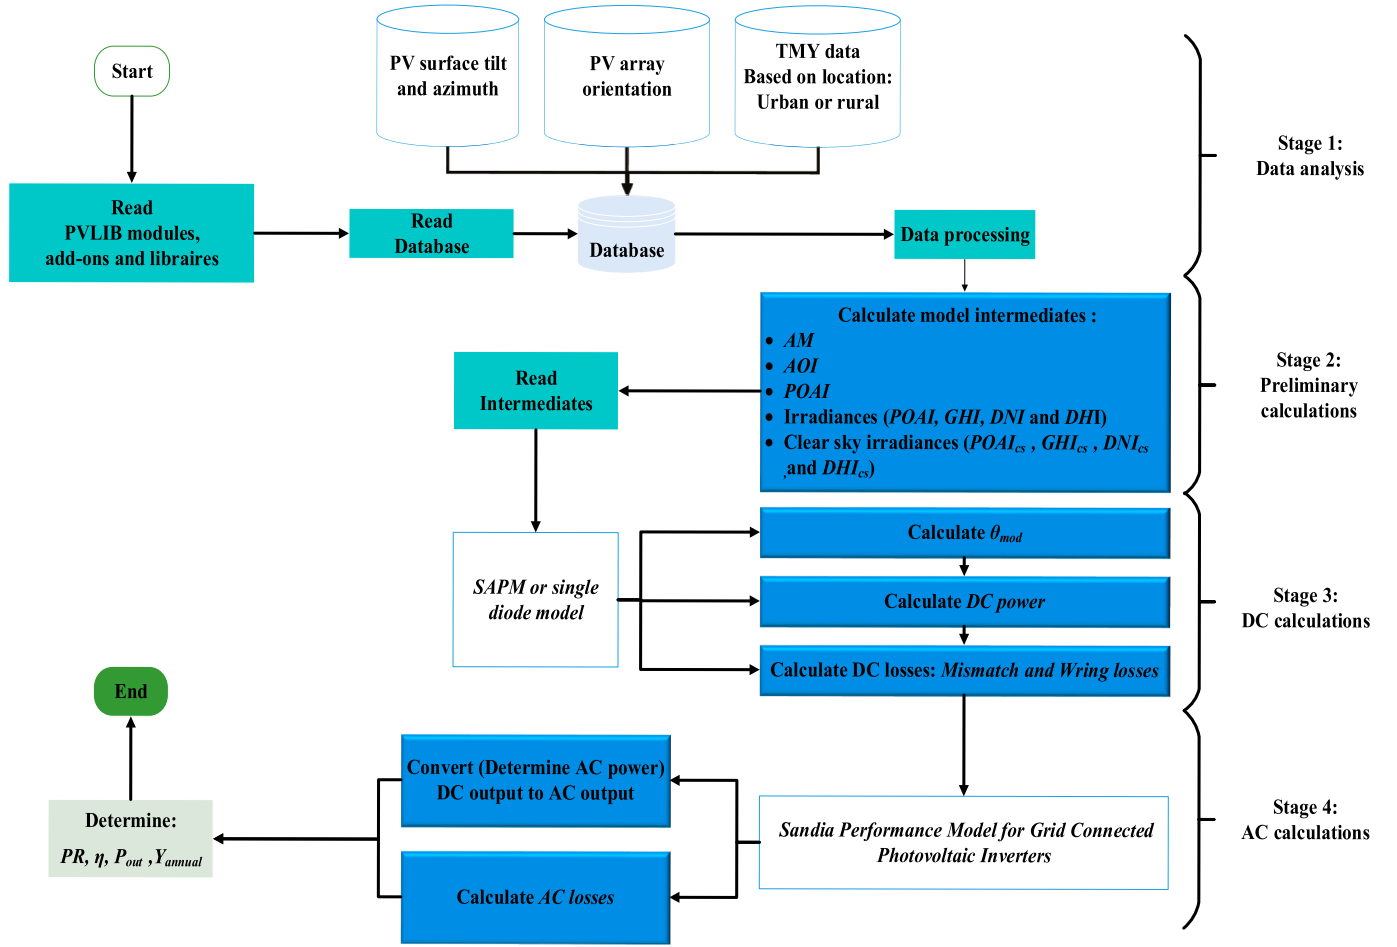 Start
PV surface tilt
and azimuth
PV array
orientation
TMY data
Based on location:
Urban or rural
Stage 1:
Data analysis
Read
PVLIB modules,
add-ons and libraires
Read
Database
Database
Data processing
Calculate model intermediates :
• AM
• AOI
• POAI
• Irradiances (POAI, GHI, DNI and DHI)
• Clear sky irradiances (POAIcs , GHIcs , DNIcs
,and DHIcs)
Read
Intermediates
Stage 2:
Preliminary
calculations
SAPM or single
diode model
Calculate θmod
Calculate DC power
Calculate DC losses: Mismatch and Wring losses
Stage 3:
DC calculations
End
Convert (Determine AC power)
DC output to AC output
Determine:
PR, η, Pout ,Yannual
Calculate AC losses
Sandia Performance Model for Grid Connected
Photovoltaic Inverters
Stage 4:
AC calculations